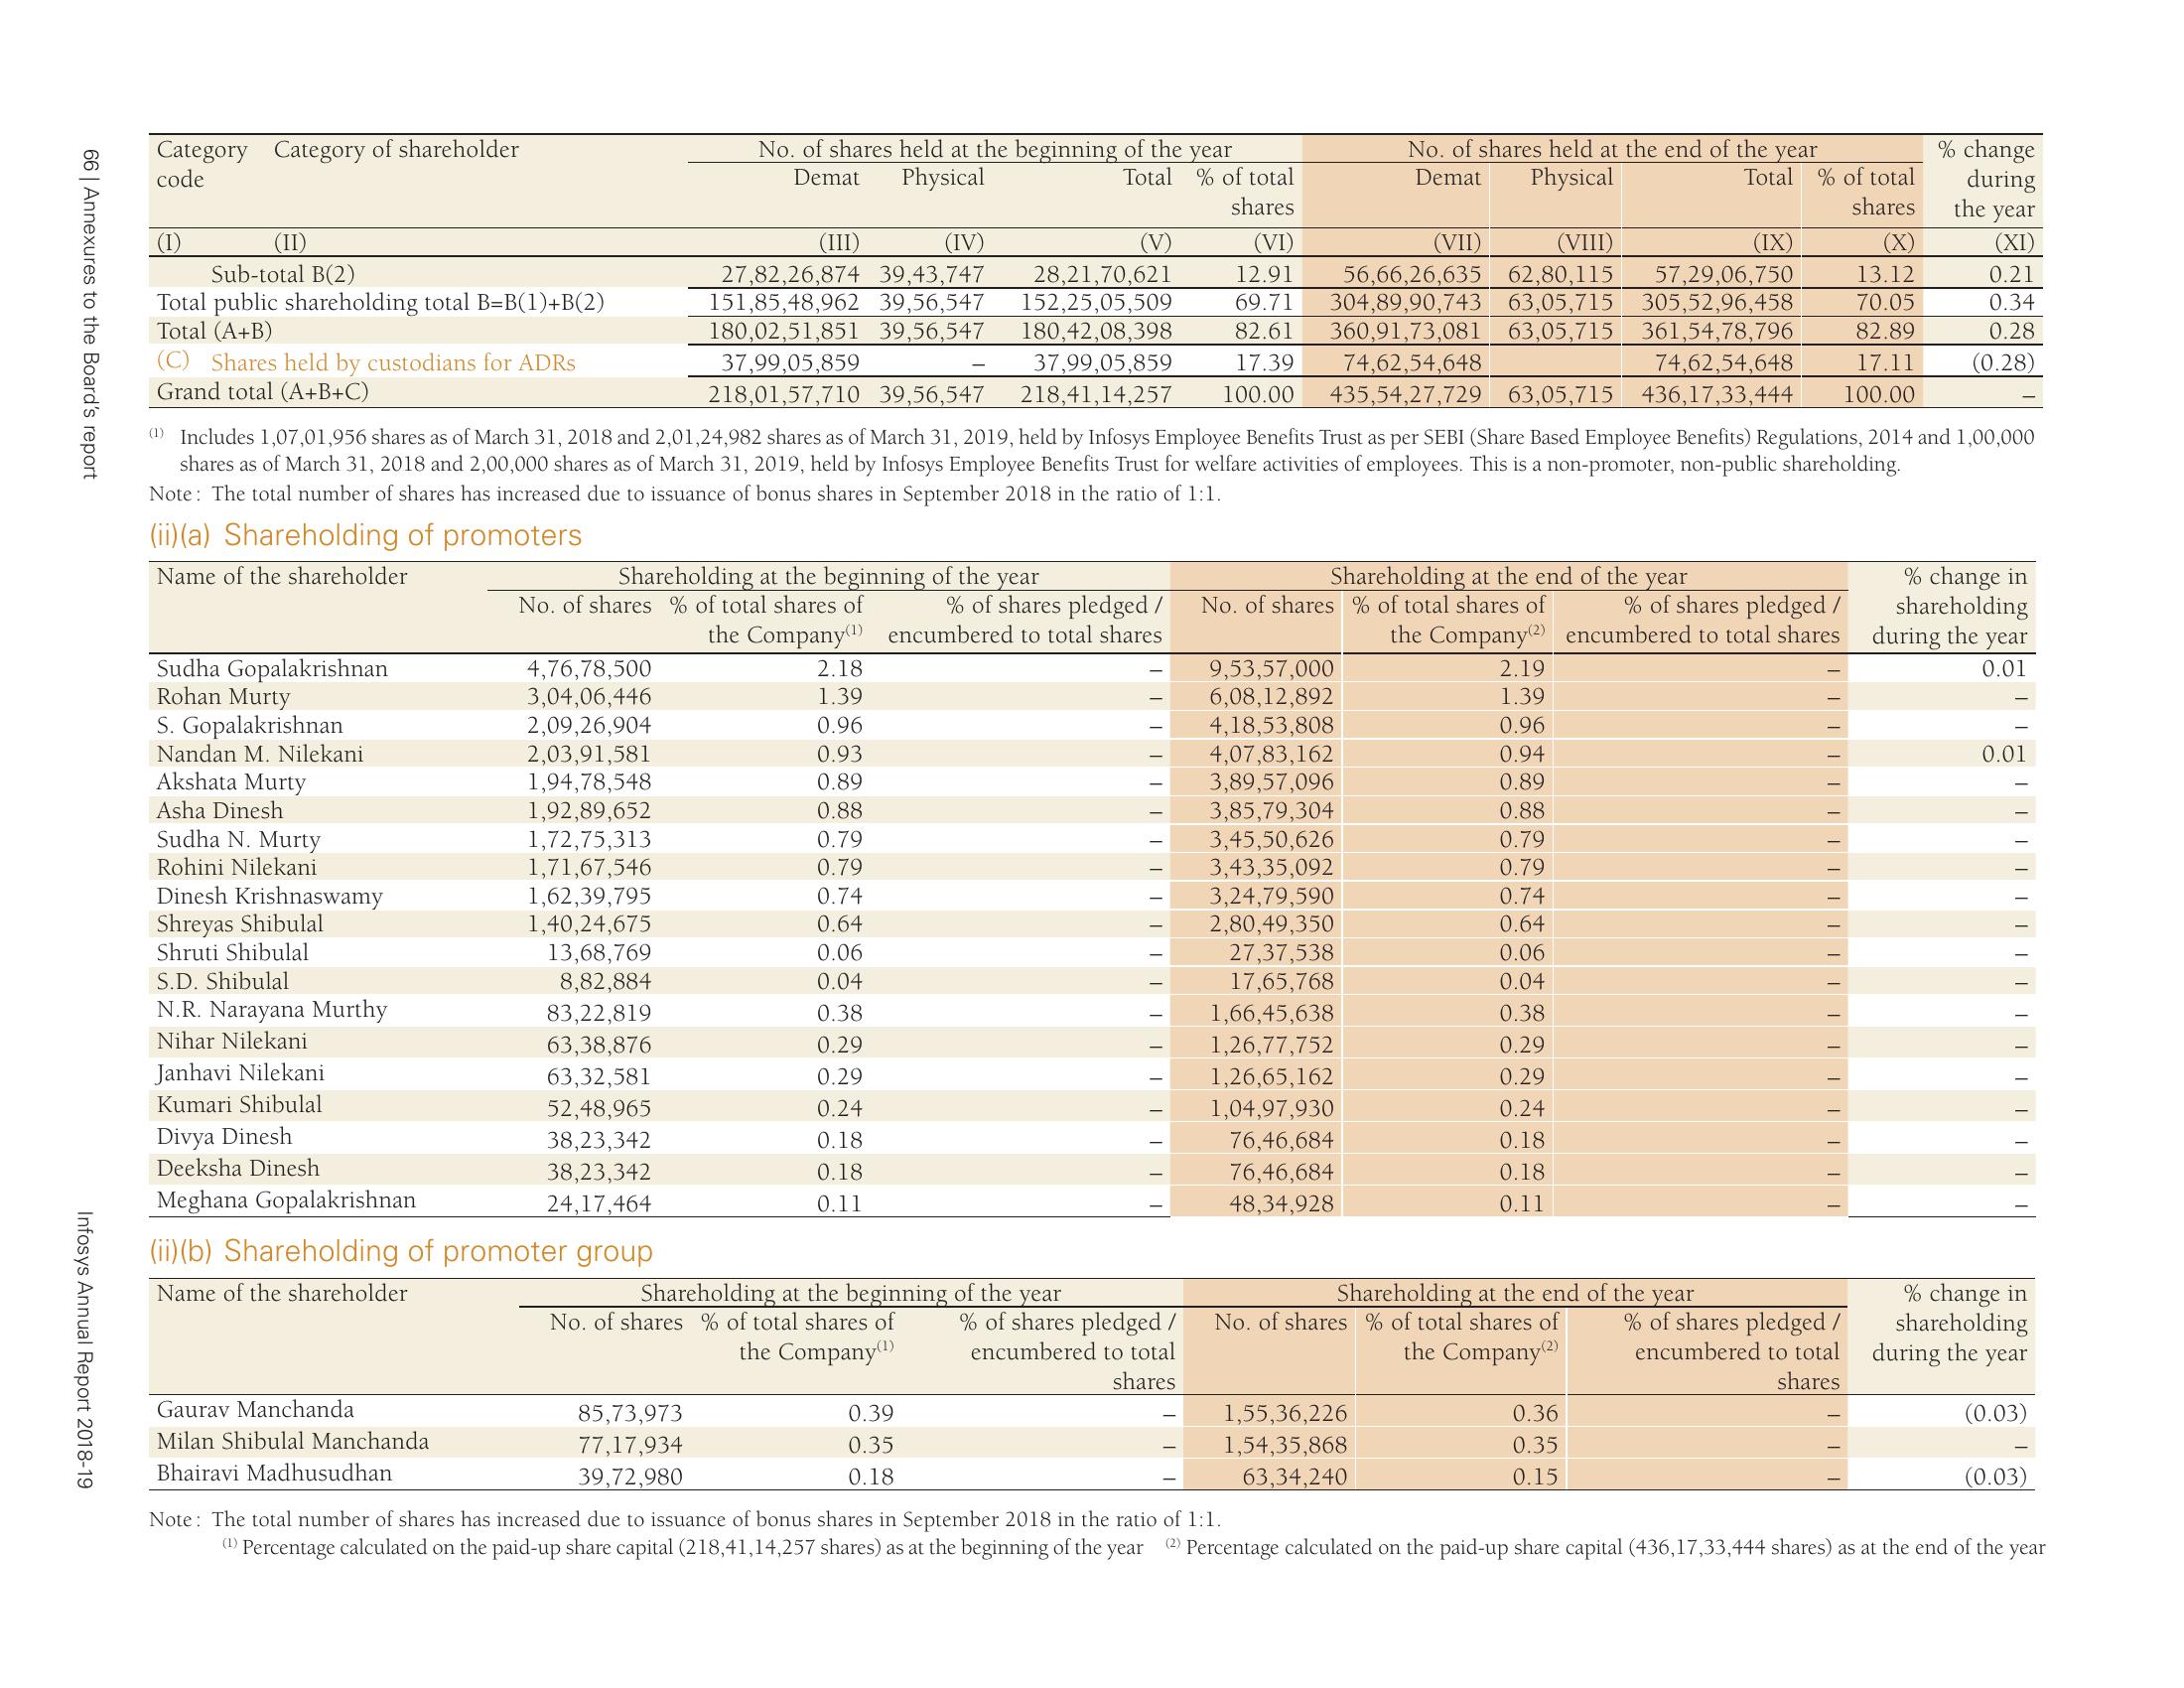 66 | Annexures to the Board's report
Infosys Annual Report 2018-19
Category code Category of shareholder No. of shares held at the beginning of the year No. of shares held at the end of the year % change during the year
Demat Physical Total % of total shares Demat Physical Total % of total shares
(I) (II) (III) (IV) (V) (VI) (VII) (VIII) (IX) (X) (XI)
Sub-total B(2) 27,82,26,874 39,43,747 28,21,70,621 12.91 56,66,26,635 62,80,115 57,29,06,750 13.12 0.21
Total public shareholding total B=B(1)+B(2) 151,85,48,962 39,56,547 152,25,05,509 69.71 304,89,90,743 63,05,715 305,52,96,458 70.05 0.34
Total (A+B) 180,02,51,851 39,56,547 180,42,08,398 82.61 360,91,73,081 63,05,715 361,54,78,796 82.89 0.28
(C) Shares held by custodians for ADRs 37,99,05,859 – 37,99,05,859 17.39 74,62,54,648 74,62,54,648 17.11 (0.28)
Grand total (A+B+C) 218,01,57,710 39,56,547 218,41,14,257 100.00 435,54,27,729 63,05,715 436,17,33,444 100.00 –
(1) Includes 1,07,01,956 shares as of March 31, 2018 and 2,01,24,982 shares as of March 31, 2019, held by Infosys Employee Benefits Trust as per SEBI (Share Based Employee Benefits) Regulations, 2014 and 1,00,000
shares as of March 31, 2018 and 2,00,000 shares as of March 31, 2019, held by Infosys Employee Benefits Trust for welfare activities of employees. This is a non-promoter, non-public shareholding.
Note: The total number of shares has increased due to issuance of bonus shares in September 2018 in the ratio of 1:1.
(ii)(a) Shareholding of promoters
Name of the shareholder Shareholding at the beginning of the year Shareholding at the end of the year % change in shareholding during the year
No. of shares % of total shares of the Company(1) % of shares pledged / encumbered to total shares No. of shares % of total shares of the Company(2) % of shares pledged / encumbered to total shares
Sudha Gopalakrishnan 4,76,78,500 2.18 – 9,53,57,000 2.19 – 0.01
Rohan Murty 3,04,06,446 1.39 – 6,08,12,892 1.39 – –
S. Gopalakrishnan 2,09,26,904 0.96 – 4,18,53,808 0.96 – –
Nandan M. Nilekani 2,03,91,581 0.93 – 4,07,83,162 0.94 – 0.01
Akshata Murty 1,94,78,548 0.89 – 3,89,57,096 0.89 – –
Asha Dinesh 1,92,89,652 0.88 – 3,85,79,304 0.88 – –
Sudha N. Murty 1,72,75,313 0.79 – 3,45,50,626 0.79 – –
Rohini Nilekani 1,71,67,546 0.79 – 3,43,35,092 0.79 – –
Dinesh Krishnaswamy 1,62,39,795 0.74 – 3,24,79,590 0.74 – –
Shreyas Shibulal 1,40,24,675 0.64 – 2,80,49,350 0.64 – –
Shruti Shibulal 13,68,769 0.06 – 27,37,538 0.06 – –
S.D. Shibulal 8,82,884 0.04 – 17,65,768 0.04 – –
N.R. Narayana Murthy 83,22,819 0.38 – 1,66,45,638 0.38 – –
Nihar Nilekani 63,38,876 0.29 – 1,26,77,752 0.29 – –
Janhavi Nilekani 63,32,581 0.29 – 1,26,65,162 0.29 – –
Kumari Shibulal 52,48,965 0.24 – 1,04,97,930 0.24 – –
Divya Dinesh 38,23,342 0.18 – 76,46,684 0.18 – –
Deeksha Dinesh 38,23,342 0.18 – 76,46,684 0.18 – –
Meghana Gopalakrishnan 24,17,464 0.11 – 48,34,928 0.11 – –
(ii)(b) Shareholding of promoter group
Name of the shareholder Shareholding at the beginning of the year Shareholding at the end of the year % change in shareholding during the year
No. of shares % of total shares of the Company(1) % of shares pledged / encumbered to total shares No. of shares % of total shares of the Company(2) % of shares pledged / encumbered to total shares
Gaurav Manchanda 85,73,973 0.39 – 1,55,36,226 0.36 – (0.03)
Milan Shibulal Manchanda 77,17,934 0.35 – 1,54,35,868 0.35 – –
Bhairavi Madhusudhan 39,72,980 0.18 – 63,34,240 0.15 – (0.03)
Note: The total number of shares has increased due to issuance of bonus shares in September 2018 in the ratio of 1:1.
(1) Percentage calculated on the paid-up share capital (218,41,14,257 shares) as at the beginning of the year (2) Percentage calculated on the paid-up share capital (436,17,33,444 shares) as at the end of the year